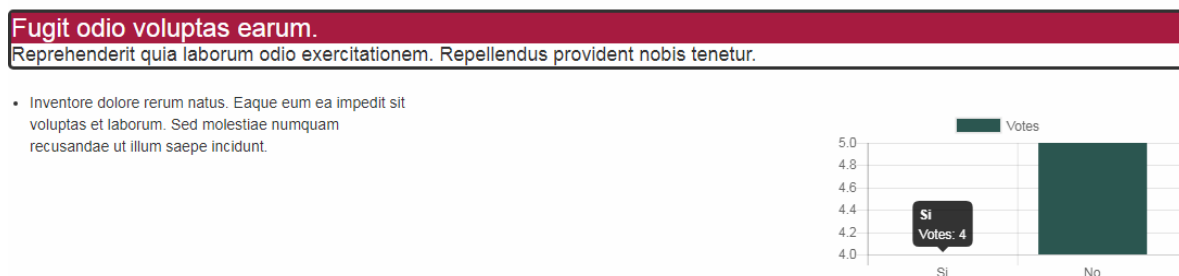 Fugit odio voluptas earum.
Reprehenderit quia laborum odio exercitationem. Repellendus provident nobis tenetur.
• Inventore dolore rerum natus. Eaque eum ea impedit sit
voluptas et laborum. Sed molestiae numquam
recusandae ut illum saepe incidunt.
Votes
5.0
4.8
4.6
4.4
4.2
4.0
Si
Votes: 4
Si
No